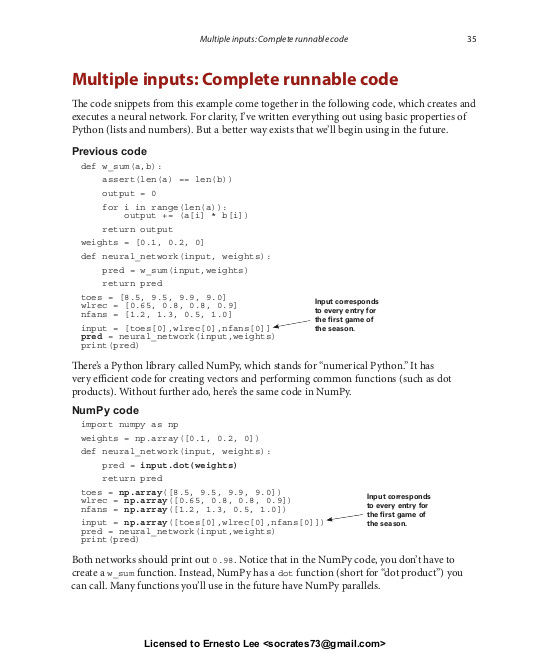 Multiple inputs: Complete runnable code 35
Multiple inputs: Complete runnable code
The code snippets from this example come together in the following code, which creates and
executes a neural network. For clarity, I've written everything out using basic properties of
Python (lists and numbers). But a better way exists that we'll begin using in the future.
Previous code
def w_sum(a,b):
assert(len(a) == len(b))
output = 0
for i in range(len(a)):
output += (a[i] * b[i])
return output
weights = [0.1, 0.2, 0]
def neural_network(input, weights):
pred = w_sum(input,weights)
return pred
toes = [8.5, 9.5, 9.9, 9.0]
wlrec = [0.65, 0.8, 0.8, 0.9]
nfans = [1.2, 1.3, 0.5, 1.0]
input = [toes[0],wlrec[0],nfans[0]]
pred = neural_network(input,weights)
print(pred)
Input corresponds
to every entry for
the first game of
the season.
There's a Python library called NumPy, which stands for "numerical Python." It has
very efficient code for creating vectors and performing common functions (such as dot
products). Without further ado, here's the same code in NumPy.
NumPy code
import numpy as np
weights = np.array([0.1, 0.2, 0])
def neural_network(input, weights):
pred = input.dot(weights)
return pred
toes = np.array([8.5, 9.5, 9.9, 9.0])
wlrec = np.array([0.65, 0.8, 0.8, 0.9])
nfans = np.array([1.2, 1.3, 0.5, 1.0])
input = np.array([toes[0],wlrec[0],nfans[0]])
pred = neural_network(input,weights)
print(pred)
Input corresponds
to every entry for
the first game of
the season.
Both networks should print out 0.98. Notice that in the NumPy code, you don't have to
create a w_sum function. Instead, NumPy has a dot function (short for "dot product") you
can call. Many functions you'll use in the future have NumPy parallels.
Licensed to Ernesto Lee <socrates73@gmail.com>